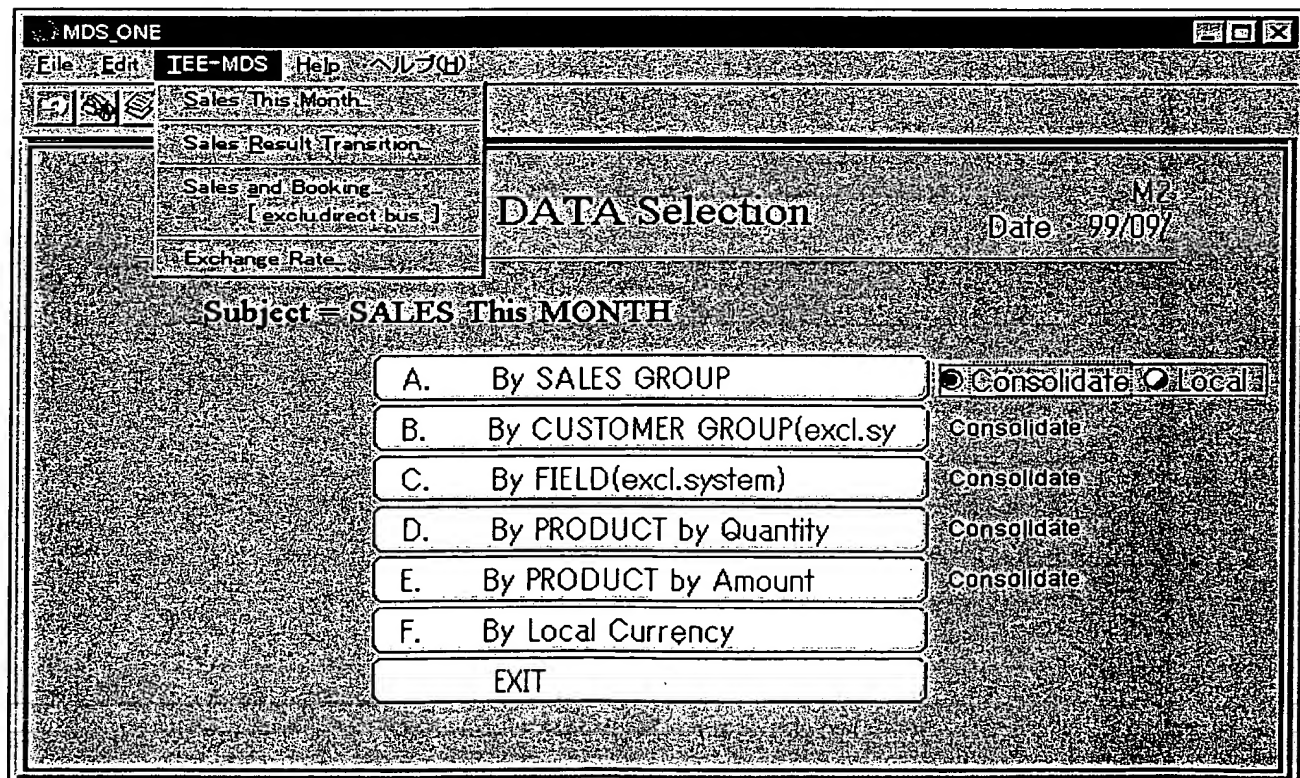 MDS_ONE
File Edit IEE-MDS Help ヘルプ(H)
Sales This Month...
Sales Result Transition...
Sales and Booking...
[ exclu.direct bus. ]
Exchange Rate...
DATA Selection
M2
Date 99/09/
Subject = SALES This MONTH
A. By SALES GROUP
Consolidate Local
B. By CUSTOMER GROUP(excl.sy
Consolidate
C. By FIELD(excl.system)
Consolidate
D. By PRODUCT by Quantity
Consolidate
E. By PRODUCT by Amount
Consolidate
F. By Local Currency
EXIT